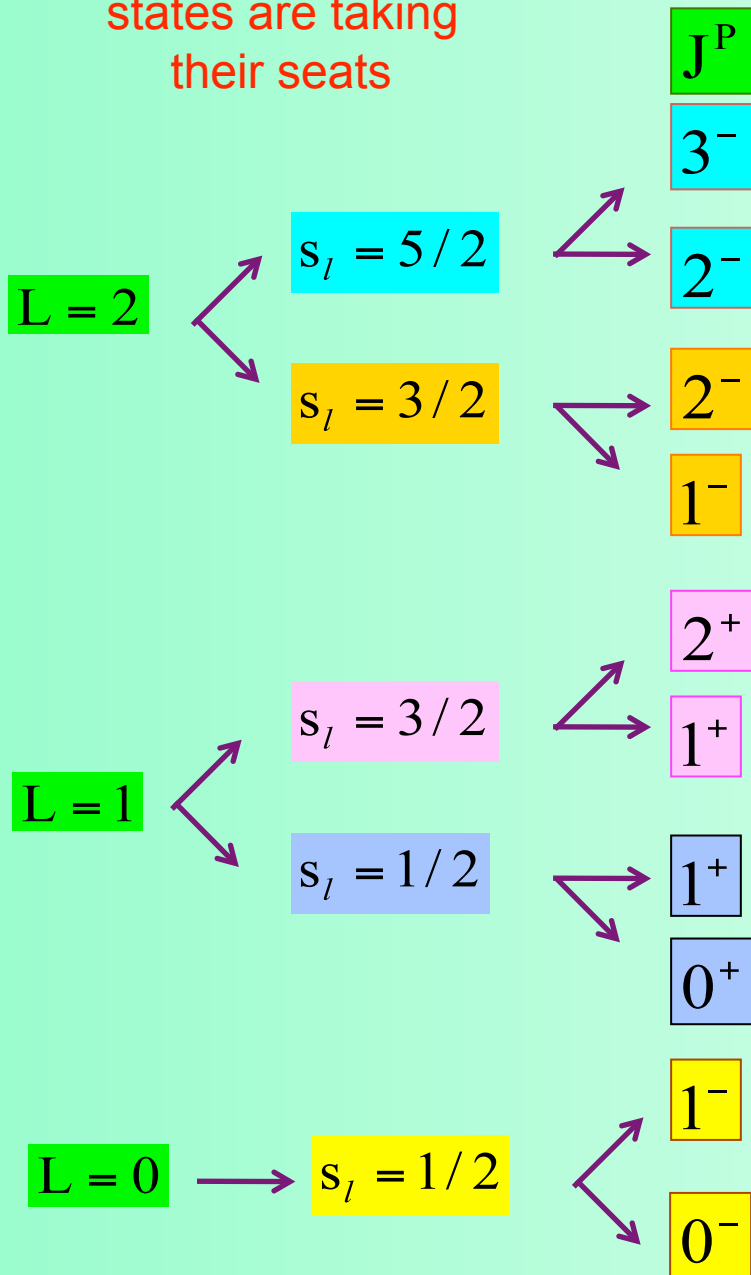 states are taking
their seats
J^P
3⁻
s_l = 5/2
2⁻
L = 2
s_l = 3/2
2⁻
1⁻
2⁺
s_l = 3/2
1⁺
L = 1
s_l = 1/2
1⁺
0⁺
1⁻
L = 0
s_l = 1/2
0⁻